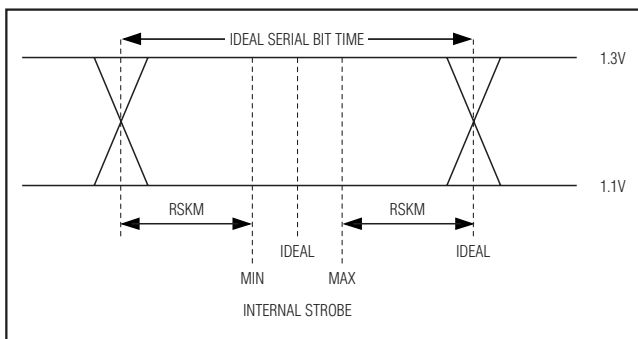 IDEAL SERIAL BIT TIME
1.3V
1.1V
RSKM
RSKM
IDEAL
IDEAL
MIN
MAX
INTERNAL STROBE